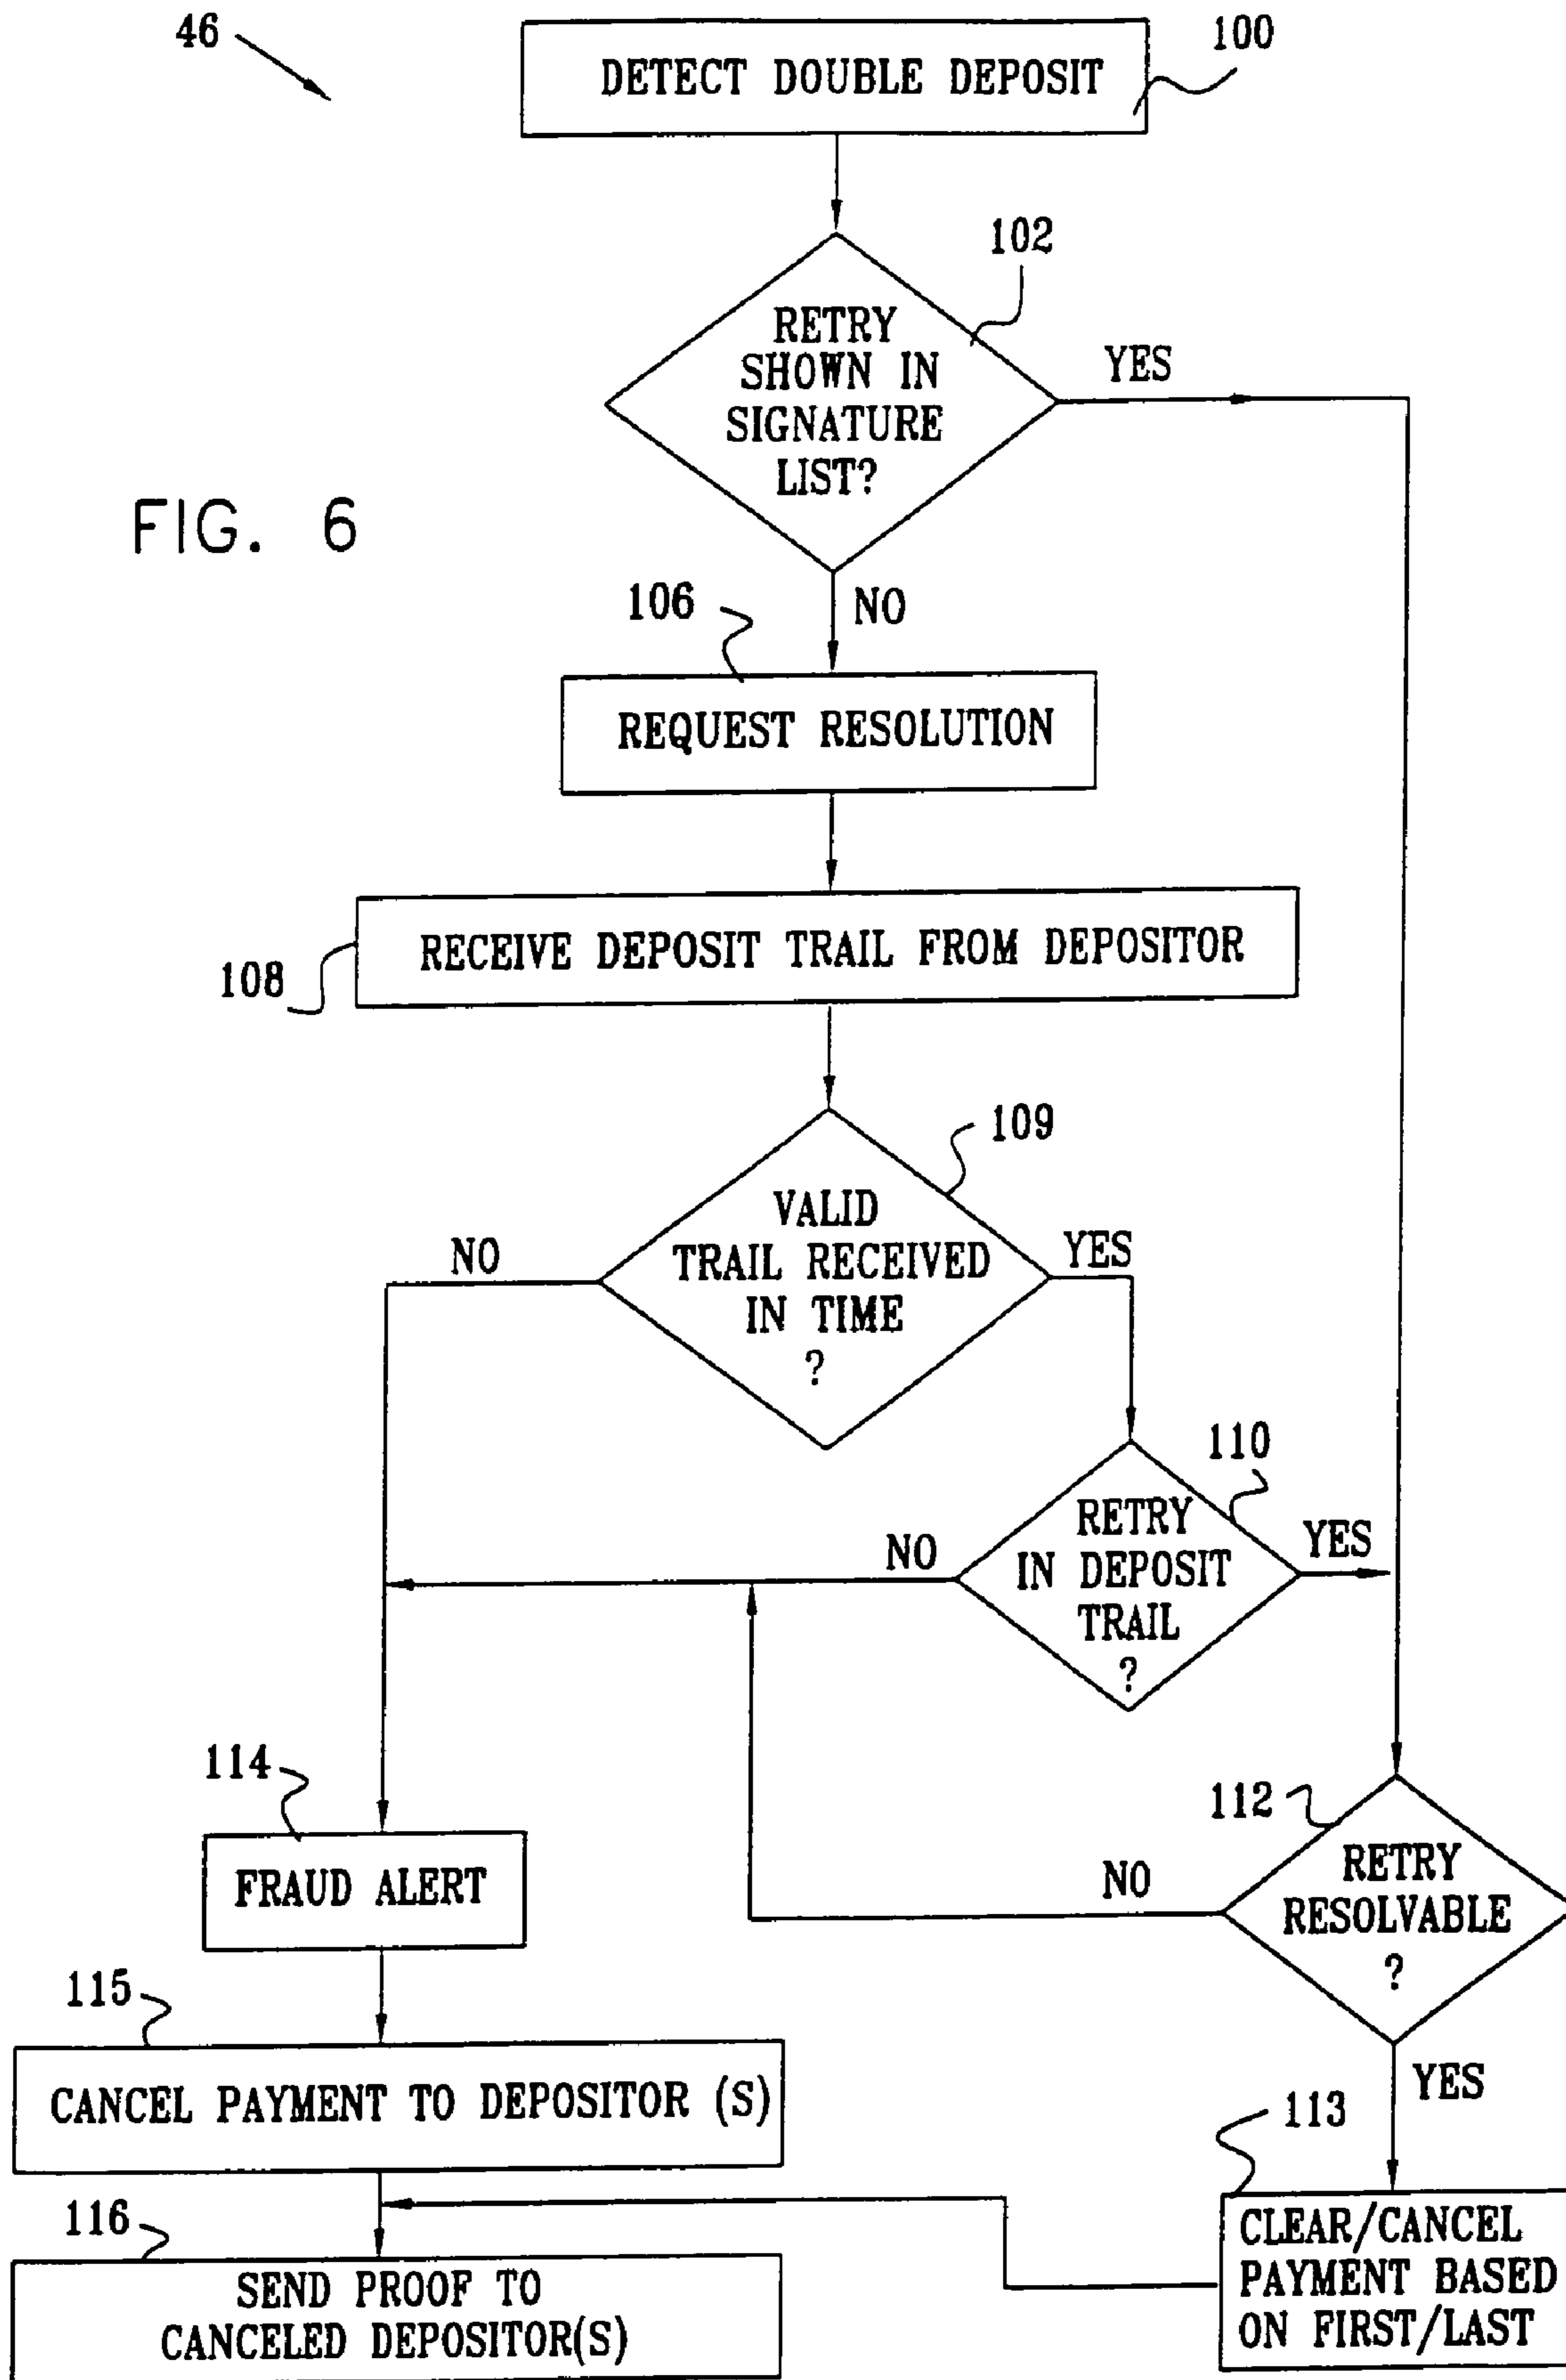 46
100
DETECT DOUBLE DEPOSIT
102
RETRY
SHOWN IN
SIGNATURE
LIST?
YES
FIG. 6
NO
106
REQUEST RESOLUTION
RECEIVE DEPOSIT TRAIL FROM DEPOSITOR
108
109
VALID
TRAIL RECEIVED
IN TIME
?
NO
YES
110
RETRY
IN DEPOSIT
TRAIL
?
NO
YES
114
FRAUD ALERT
112
RETRY
RESOLVABLE
?
NO
YES
115
CANCEL PAYMENT TO DEPOSITOR (S)
113
CLEAR/CANCEL
PAYMENT BASED
ON FIRST/LAST
116
SEND PROOF TO
CANCELED DEPOSITOR(S)